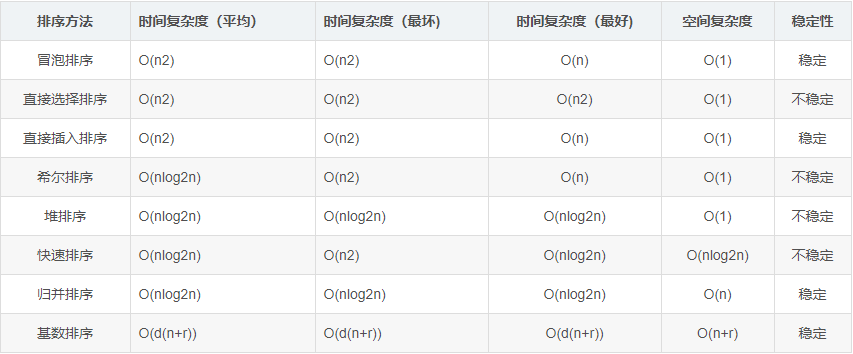 排序方法 时间复杂度（平均） 时间复杂度（最坏) 时间复杂度（最好) 空间复杂度 稳定性
冒泡排序 O(n2) O(n2) O(n) O(1) 稳定
直接选择排序 O(n2) O(n2) O(n2) O(1) 不稳定
直接插入排序 O(n2) O(n2) O(n) O(1) 稳定
希尔排序 O(nlog2n) O(n2) O(n) O(1) 不稳定
堆排序 O(nlog2n) O(nlog2n) O(nlog2n) O(1) 不稳定
快速排序 O(nlog2n) O(n2) O(nlog2n) O(nlog2n) 不稳定
归并排序 O(nlog2n) O(nlog2n) O(nlog2n) O(n) 稳定
基数排序 O(d(n+r)) O(d(n+r)) O(d(n+r)) O(n+r) 稳定